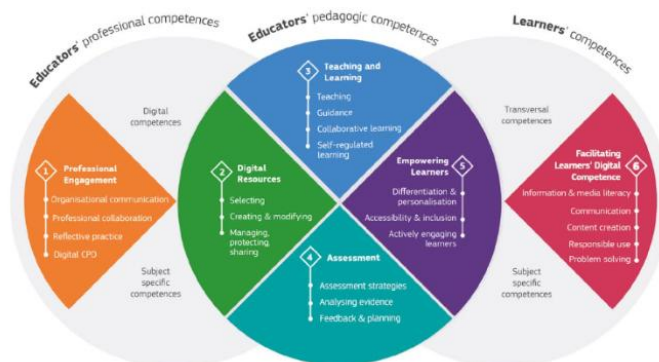 Educators' professional competences
Educators' pedagogic competences
Learners' competences
Digital
competences
Subject
specific
competences
1
Professional
Engagement
Organisational communication
Professional collaboration
Reflective practice
Digital CPD
2
Digital
Resources
Selecting
Creating & modifying
Managing,
protecting,
sharing
3
Teaching and
Learning
Teaching
Guidance
Collaborative learning
Self-regulated
learning
4
Assessment
Assessment strategies
Analysing evidence
Feedback & planning
5
Empowering
Learners
Differentiation &
personalisation
Accessibility & inclusion
Actively engaging
learners
Transversal
competences
Subject
specific
competences
6
Facilitating
Learners' Digital
Competence
Information & media literacy
Communication
Content creation
Responsible use
Problem solving